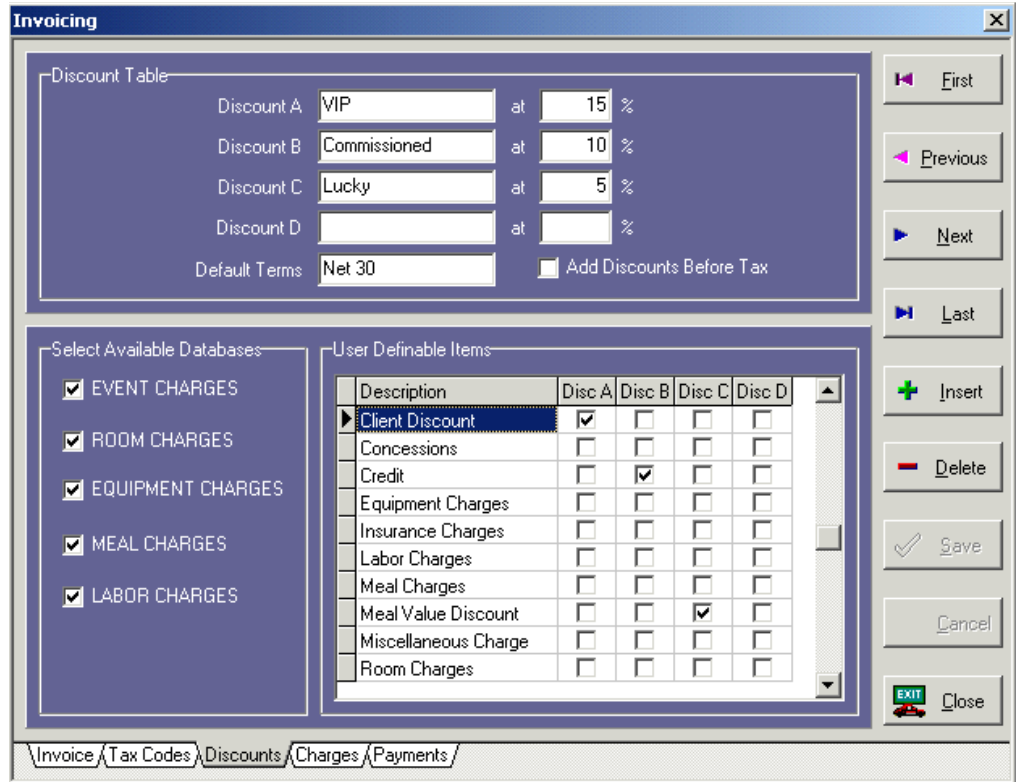 Invoicing
Discount Table
Discount A VIP at 15 %
Discount B Commissioned at 10 %
Discount C Lucky at 5 %
Discount D at %
Default Terms Net 30 Add Discounts Before Tax
Select Available Databases
EVENT CHARGES
ROOM CHARGES
EQUIPMENT CHARGES
MEAL CHARGES
LABOR CHARGES
User Definable Items
Description Disc A Disc B Disc C Disc D
Client Discount
Concessions
Credit
Equipment Charges
Insurance Charges
Labor Charges
Meal Charges
Meal Value Discount
Miscellaneous Charge
Room Charges
First
Previous
Next
Last
Insert
Delete
Save
Cancel
EXIT Close
Invoice Tax Codes Discounts Charges Payments